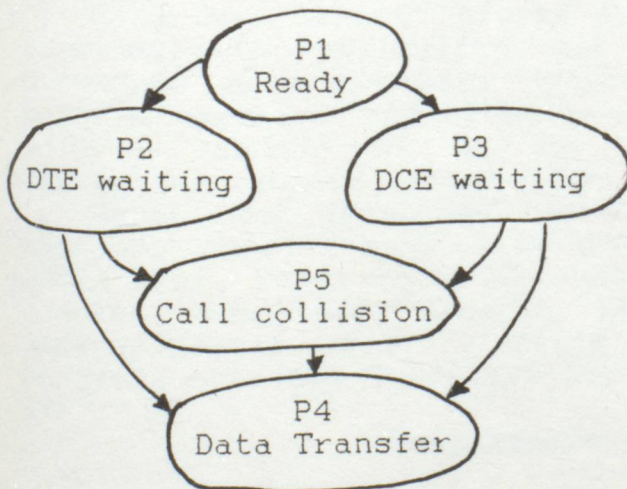 P1
Ready
P2
DTE waiting
P3
DCE waiting
P5
Call collision
P4
Data Transfer